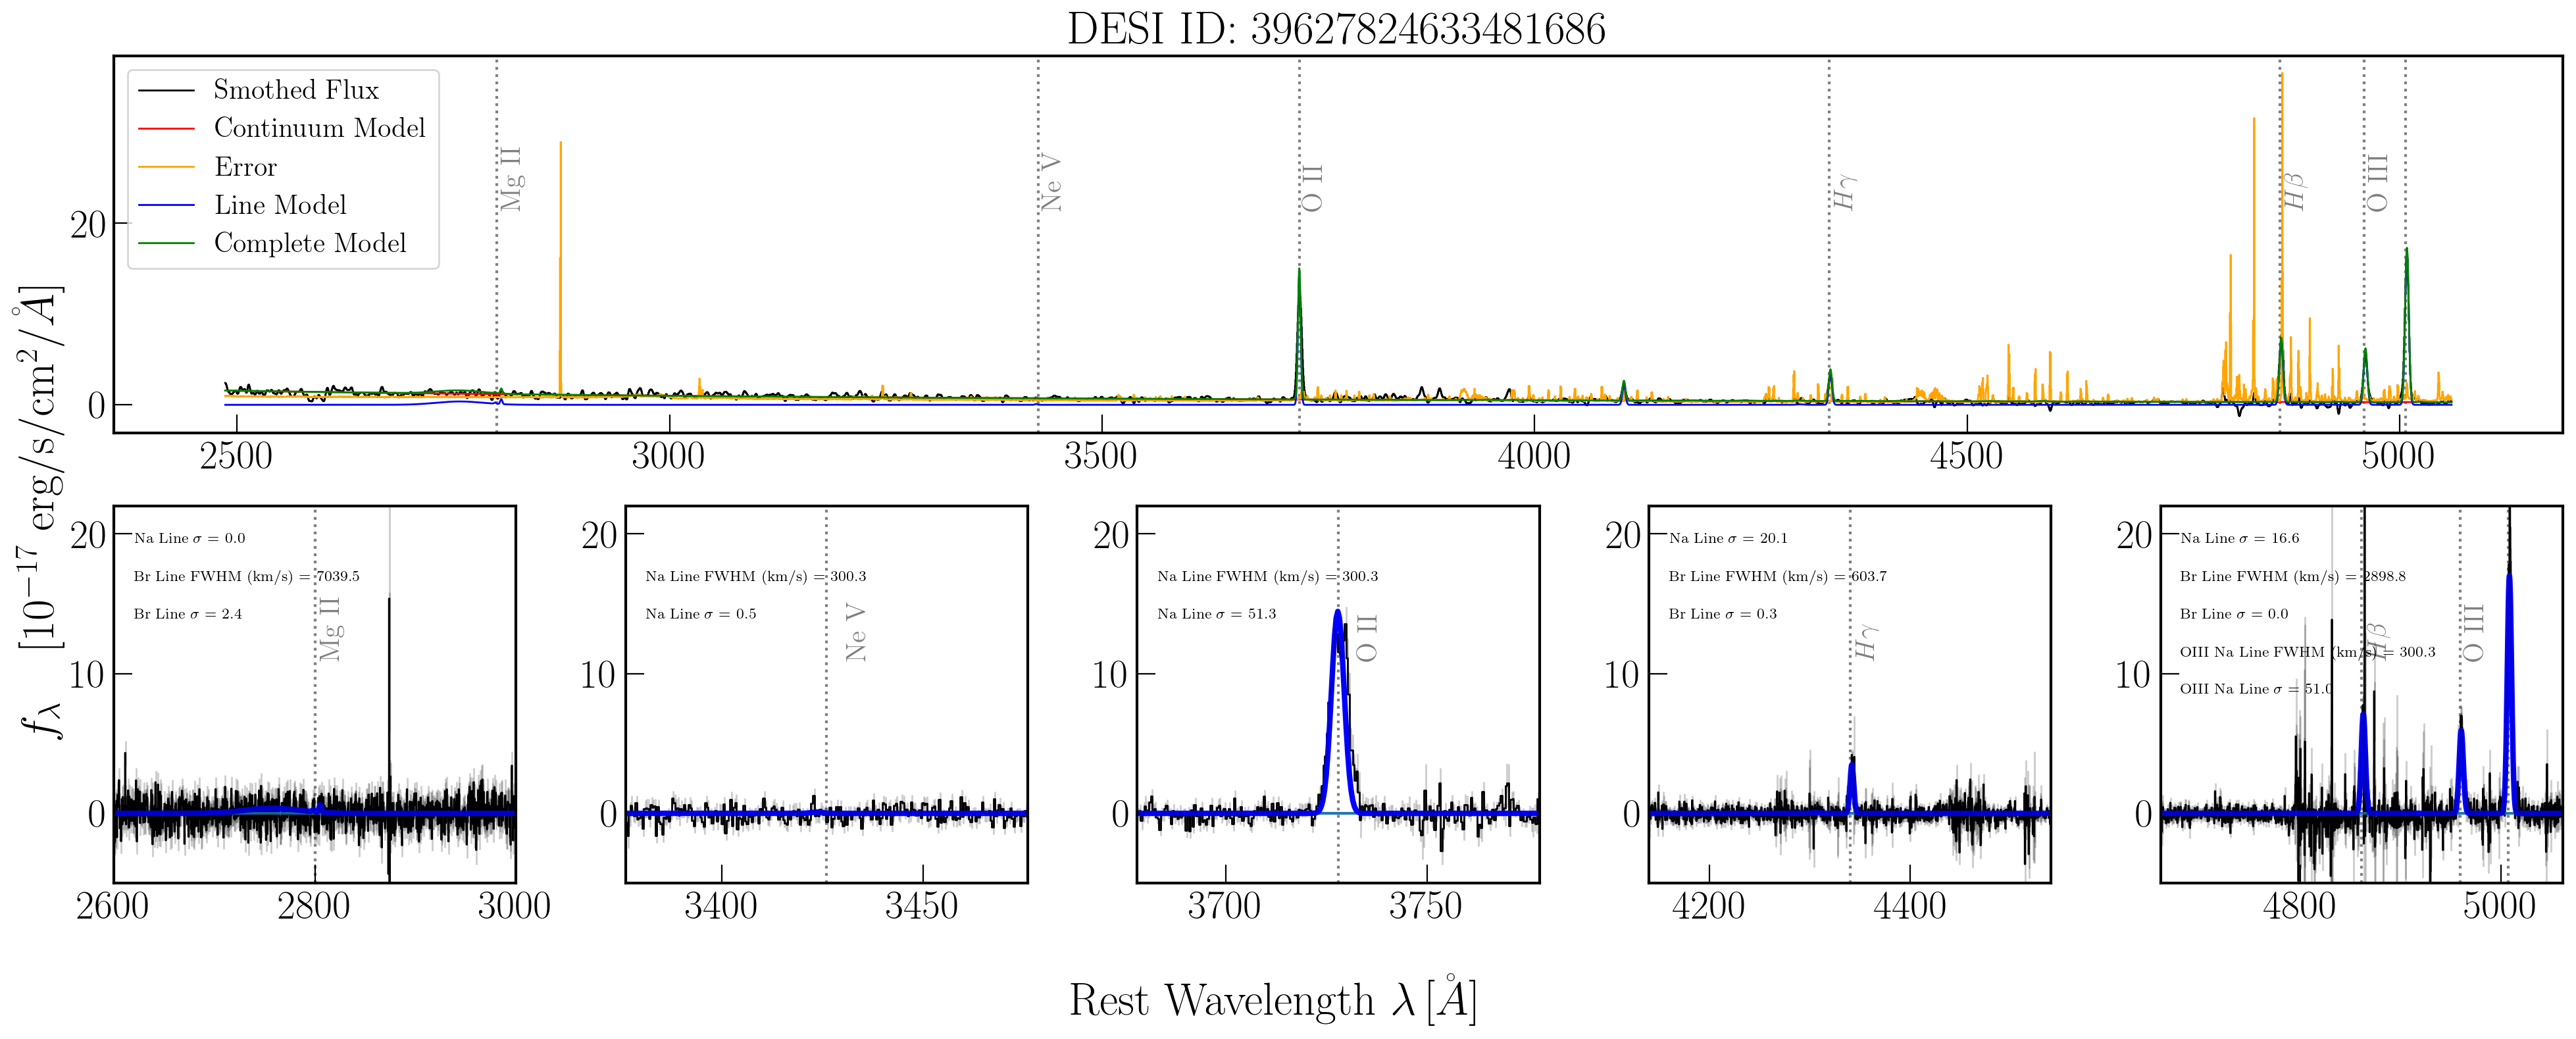 DESI ID: 39627824633481686
Smothed Flux
Continuum Model
Error
Line Model
Complete Model
Mg II
Ne V
O II
Hγ
Hβ
O III
20
0
2500 3000 3500 4000 4500 5000
f_λ [10^{-17} erg/s/cm^2/Å]
Na Line σ = 0.0
Br Line FWHM (km/s) = 7039.5
Br Line σ = 2.4
Mg II
20
10
0
2600 2800 3000
Na Line FWHM (km/s) = 300.3
Na Line σ = 0.5
Ne V
20
10
0
3400 3450
Na Line FWHM (km/s) = 300.3
Na Line σ = 51.3
O II
20
10
0
3700 3750
Na Line σ = 20.1
Br Line FWHM (km/s) = 603.7
Br Line σ = 0.3
Hγ
20
10
0
4200 4400
Na Line σ = 16.6
Br Line FWHM (km/s) = 2898.8
Br Line σ = 0.0
OIII Na Line FWHM (km/s) = 300.3
OIII Na Line σ = 51.0
Hβ
O III
20
10
0
4800 5000
Rest Wavelength λ [Å]